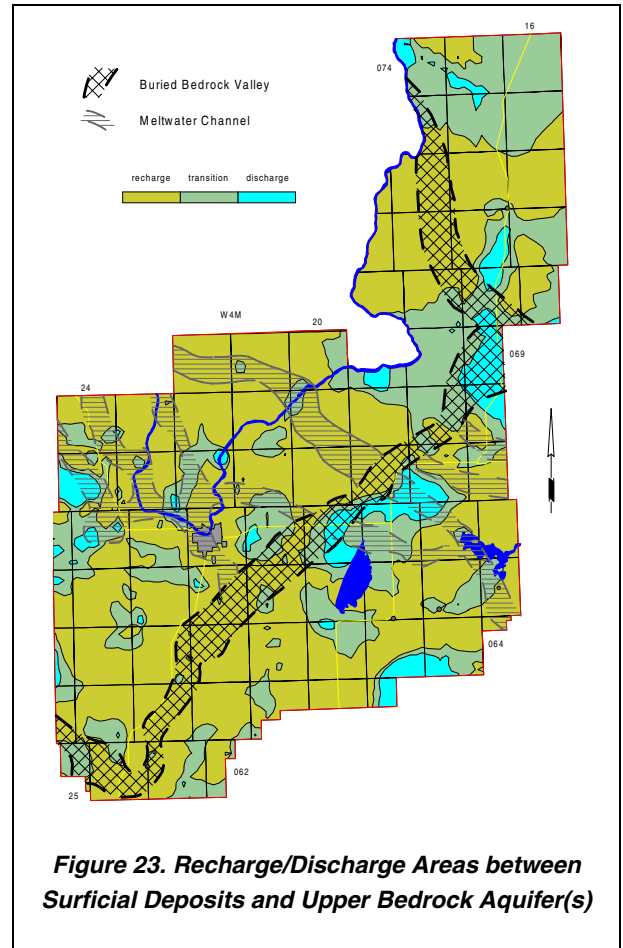 16
074
Buried Bedrock Valley
Meltwater Channel
recharge transition discharge
W4M
20
069
24
064
062
25
Figure 23. Recharge/Discharge Areas between
Surficial Deposits and Upper Bedrock Aquifer(s)